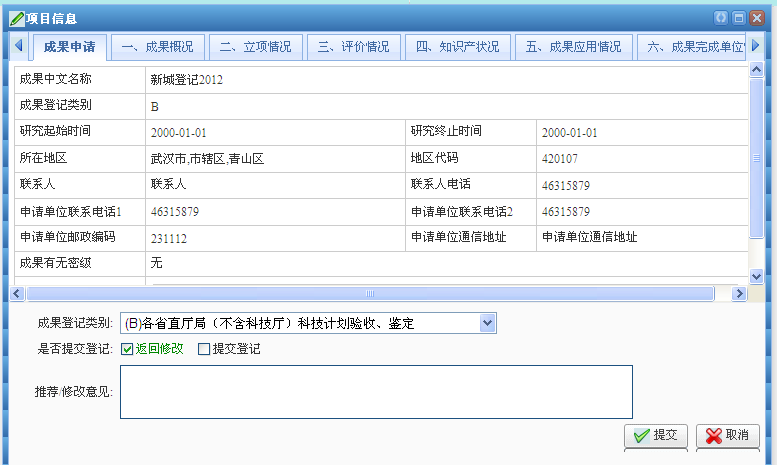 项目信息
成果申请 一、成果概况 二、立项情况 三、评价情况 四、知识产状况 五、成果应用情况 六、成果完成单位
成果中文名称 新城登记2012
成果登记类别 B
研究起始时间 2000-01-01 研究终止时间 2000-01-01
所在地区 武汉市,市辖区,青山区 地区代码 420107
联系人 联系人 联系人电话 46315879
申请单位联系电话1 46315879 申请单位联系电话2 46315879
申请单位邮政编码 231112 申请单位通信地址 申请单位通信地址
成果有无密级 无
成果登记类别: (B)各省直厅局（不含科技厅）科技计划验收、鉴定
是否提交登记: 返回修改 提交登记
推荐/修改意见:
提交 取消